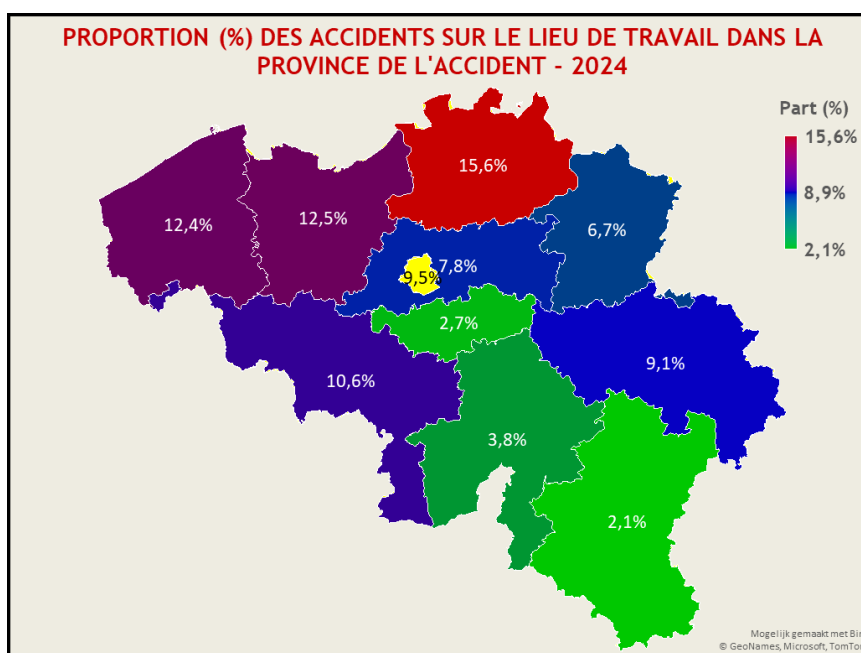 PROPORTION (%) DES ACCIDENTS SUR LE LIEU DE TRAVAIL DANS LA
PROVINCE DE L'ACCIDENT - 2024
Part (%)
15,6%
8,9%
2,1%
15,6%
12,4%
12,5%
6,7%
7,8%
9,5%
2,7%
9,1%
10,6%
3,8%
2,1%
Mogelijk gemaakt met
© GeoNames, Microsoft,